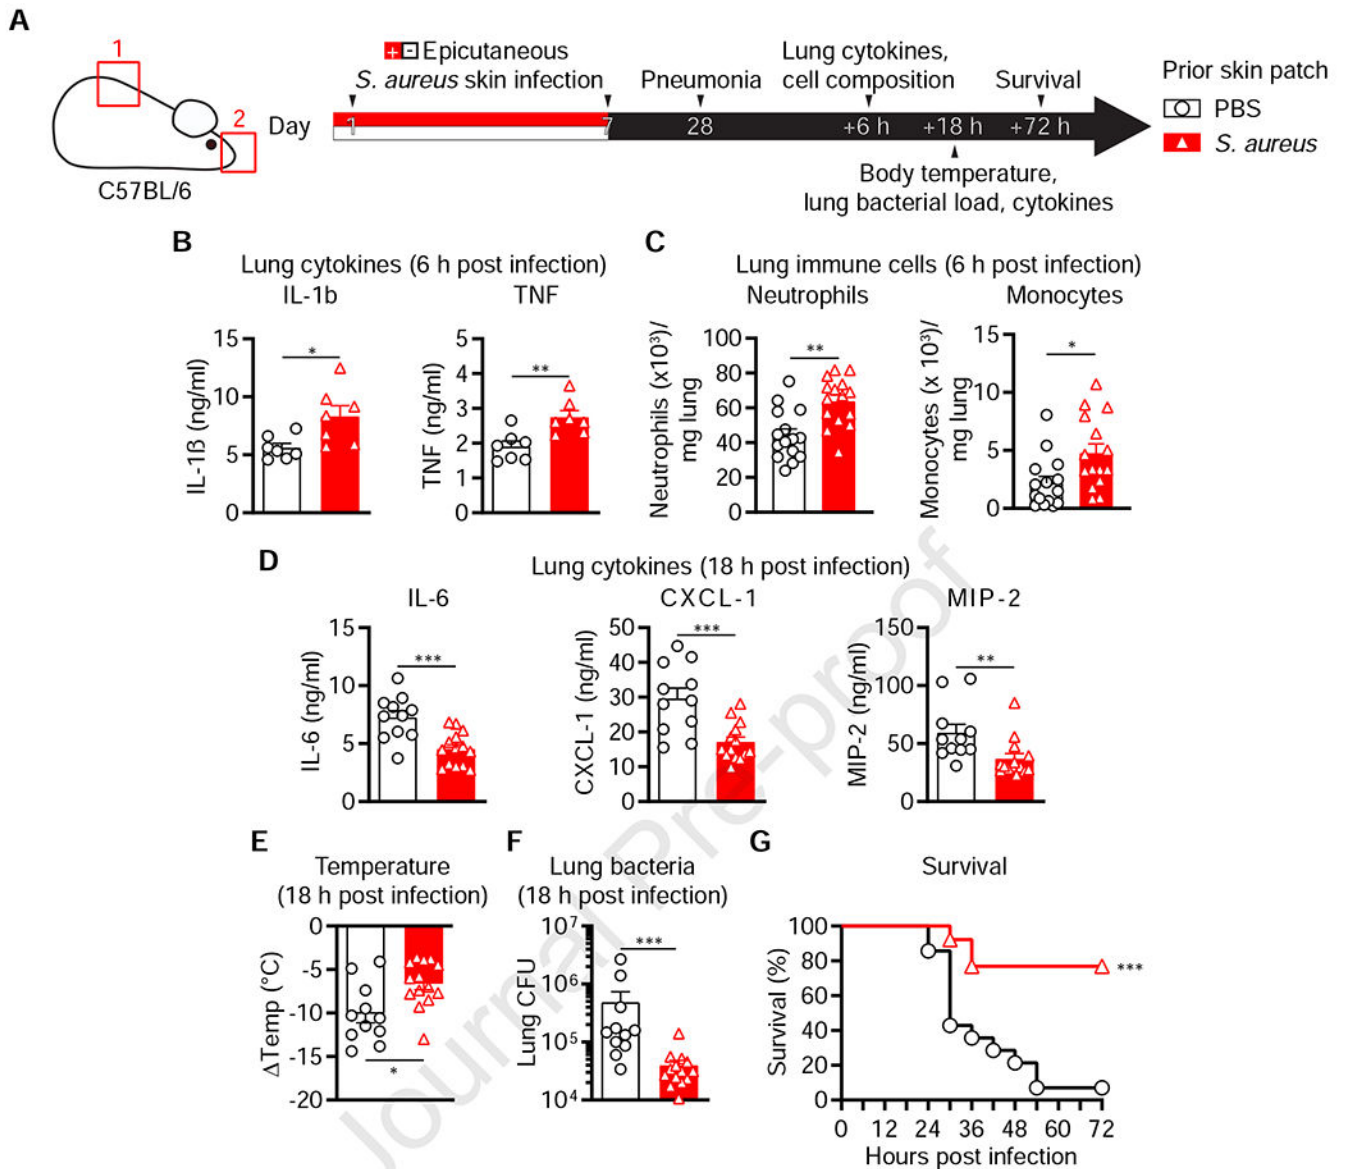 A
1
2
C57BL/6
Day
+ - Epicutaneous
S. aureus skin infection
1
7
Pneumonia
28
Lung cytokines,
cell composition
+6 h
+18 h
Body temperature,
lung bacterial load, cytokines
Survival
+72 h
Prior skin patch
PBS
S. aureus
B
Lung cytokines (6 h post infection)
IL-1b
IL-1ß (ng/ml)
15
10
5
0
*
TNF
TNF (ng/ml)
5
4
3
2
1
0
**
C
Lung immune cells (6 h post infection)
Neutrophils
Neutrophils (x10³)/
mg lung
100
80
60
40
20
0
**
Monocytes
Monocytes (x 10³)/
mg lung
15
10
5
0
*
D
Lung cytokines (18 h post infection)
IL-6
IL-6 (ng/ml)
15
10
5
0
***
CXCL-1
CXCL-1 (ng/ml)
50
40
30
20
10
0
***
MIP-2
MIP-2 (ng/ml)
150
100
50
0
**
E
Temperature
(18 h post infection)
ΔTemp (°C)
0
-5
-10
-15
-20
*
F
Lung bacteria
(18 h post infection)
Lung CFU
10⁷
10⁶
10⁵
10⁴
***
G
Survival
Survival (%)
100
80
60
40
20
0
***
0 12 24 36 48 60 72
Hours post infection
Journal Pre-proof